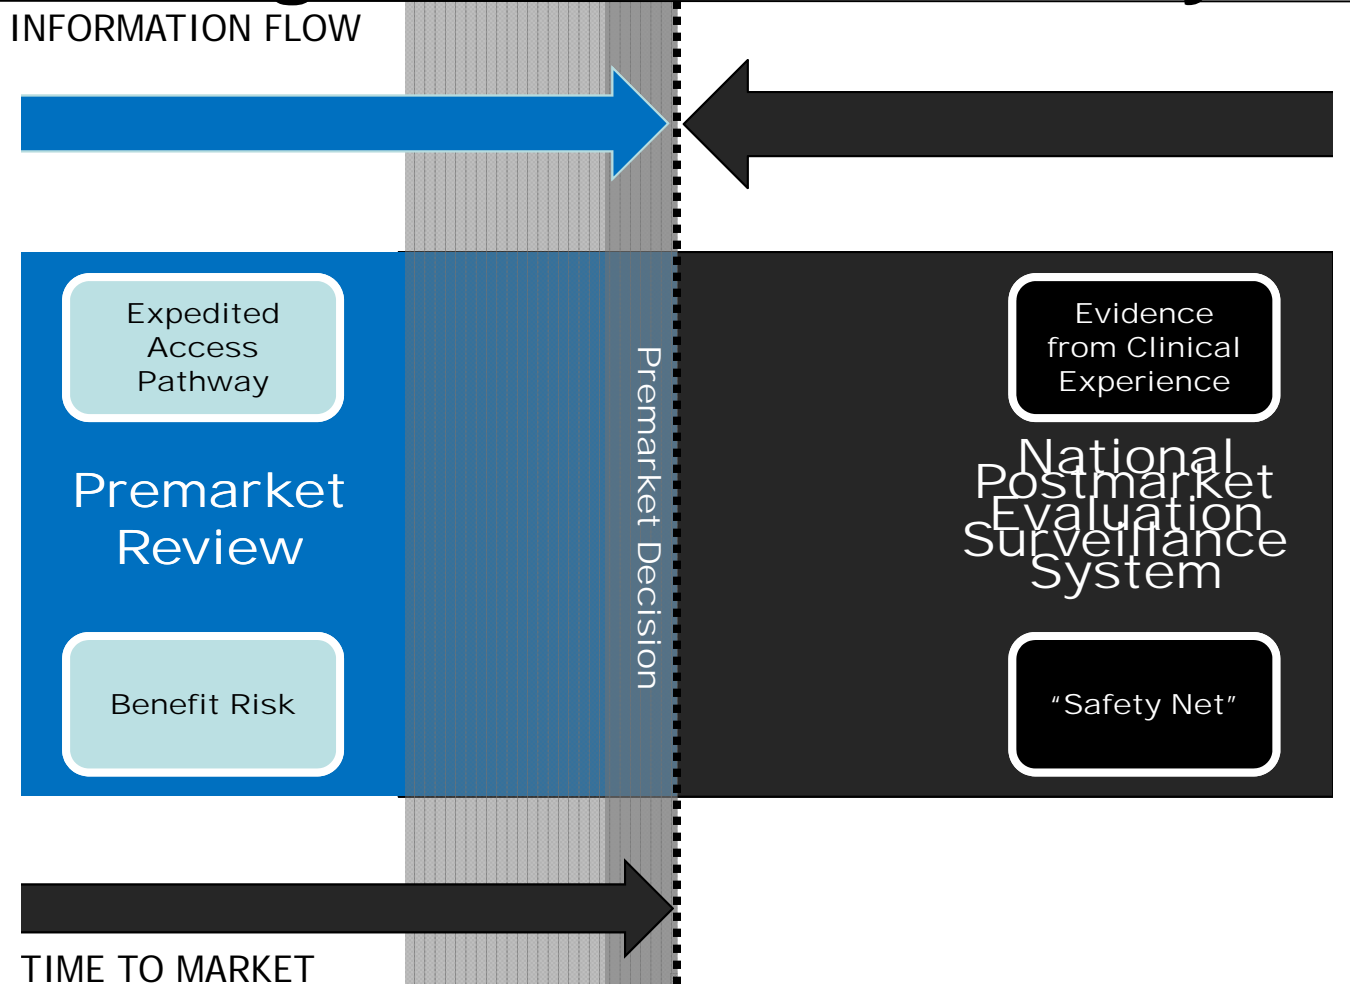 INFORMATION FLOW
Expedited
Access
Pathway
Premarket
Review
Benefit Risk
Premarket Decision
Evidence
from Clinical
Experience
National
Evaluation
System
Postmarket
Surveillance
“Safety Net”
TIME TO MARKET